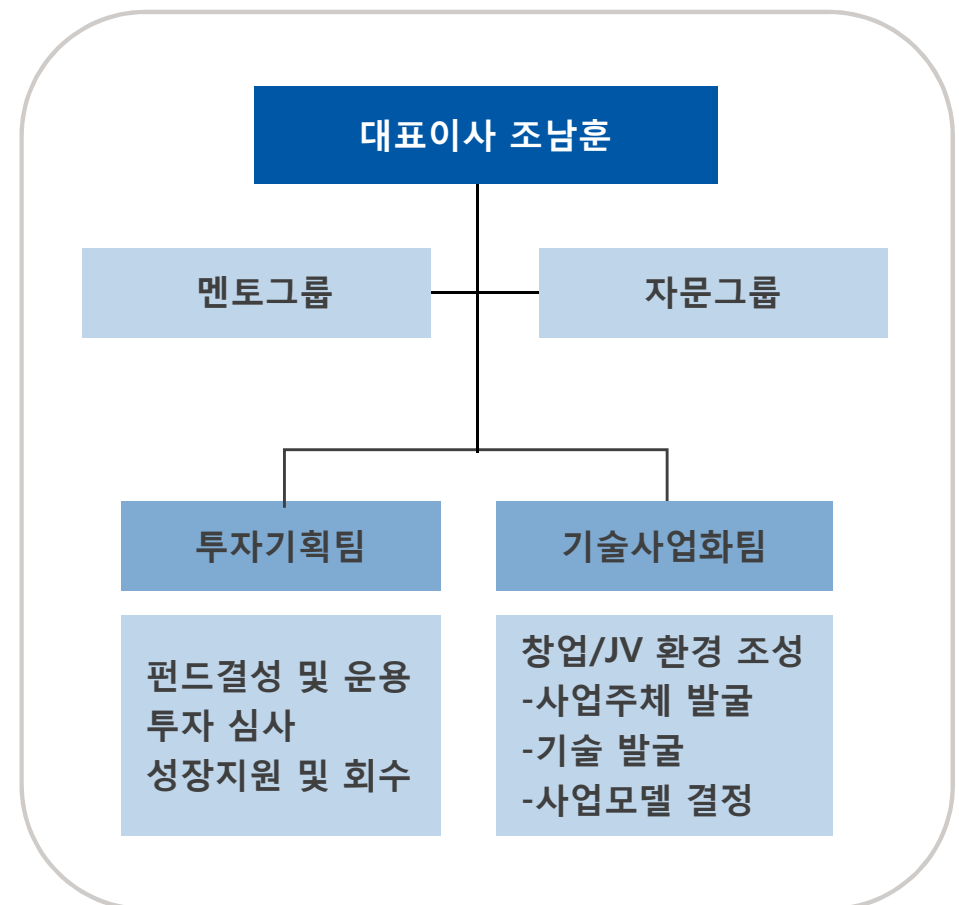 대표이사 조남훈
멘토그룹
자문그룹
투자기획팀
기술사업화팀
펀드결성 및 운용
투자 심사
성장지원 및 회수
창업/JV 환경 조성
-사업주체 발굴
-기술 발굴
-사업모델 결정